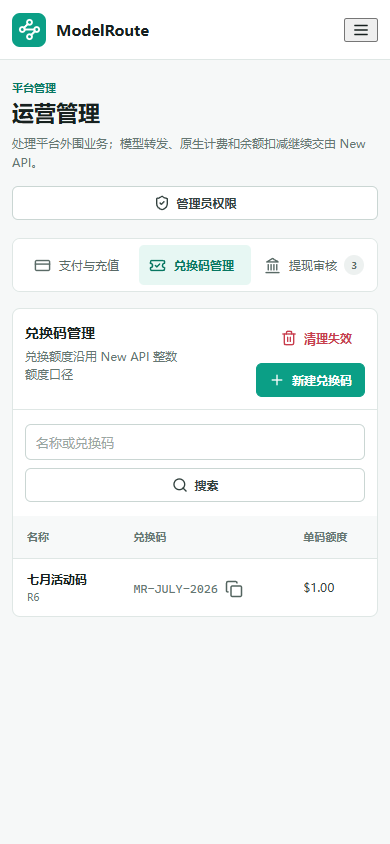 ModelRoute
平台管理
运营管理
处理平台外围业务；模型转发、原生计费和余额扣减继续交由 New
API。
管理员权限
支付与充值
兑换码管理
提现审核 3
兑换码管理
兑换额度沿用 New API 整数
额度口径
清理失效
新建兑换码
名称或兑换码
搜索
名称 兑换码 单码额度
七月活动码
R6
MR-JULY-2026
$1.00